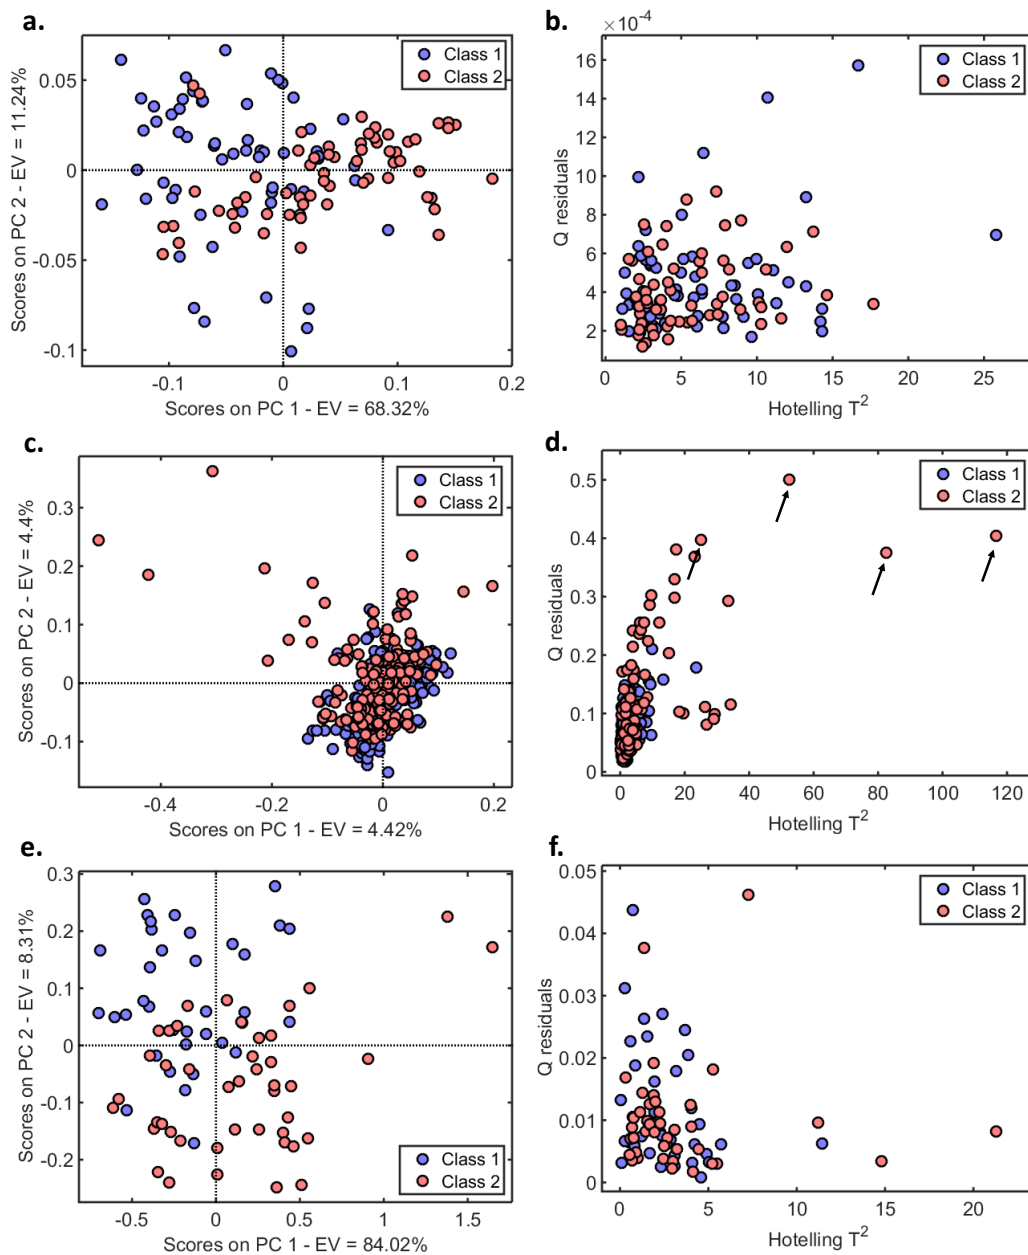 a.
Class 1
Class 2
0.05
0
-0.05
-0.1
-0.1
0
0.1
0.2
Scores on PC 2 - EV = 11.24%
Scores on PC 1 - EV = 68.32%
b.
×10⁻⁴
Class 1
Class 2
16
14
12
10
8
6
4
2
0
5
10
15
20
25
Q residuals
Hotelling T²
c.
Class 1
Class 2
0.3
0.2
0.1
0
-0.1
-0.4
-0.2
0
0.2
Scores on PC 2 - EV = 4.4%
Scores on PC 1 - EV = 4.42%
d.
Class 1
Class 2
0.5
0.4
0.3
0.2
0.1
0
0
20
40
60
80
100
120
Q residuals
Hotelling T²
e.
0.3
0.2
0.1
0
-0.1
-0.2
Class 1
Class 2
-0.5
0
0.5
1
1.5
Scores on PC 2 - EV = 8.31%
Scores on PC 1 - EV = 84.02%
f.
Class 1
Class 2
0.05
0.04
0.03
0.02
0.01
0
0
5
10
15
20
Q residuals
Hotelling T²